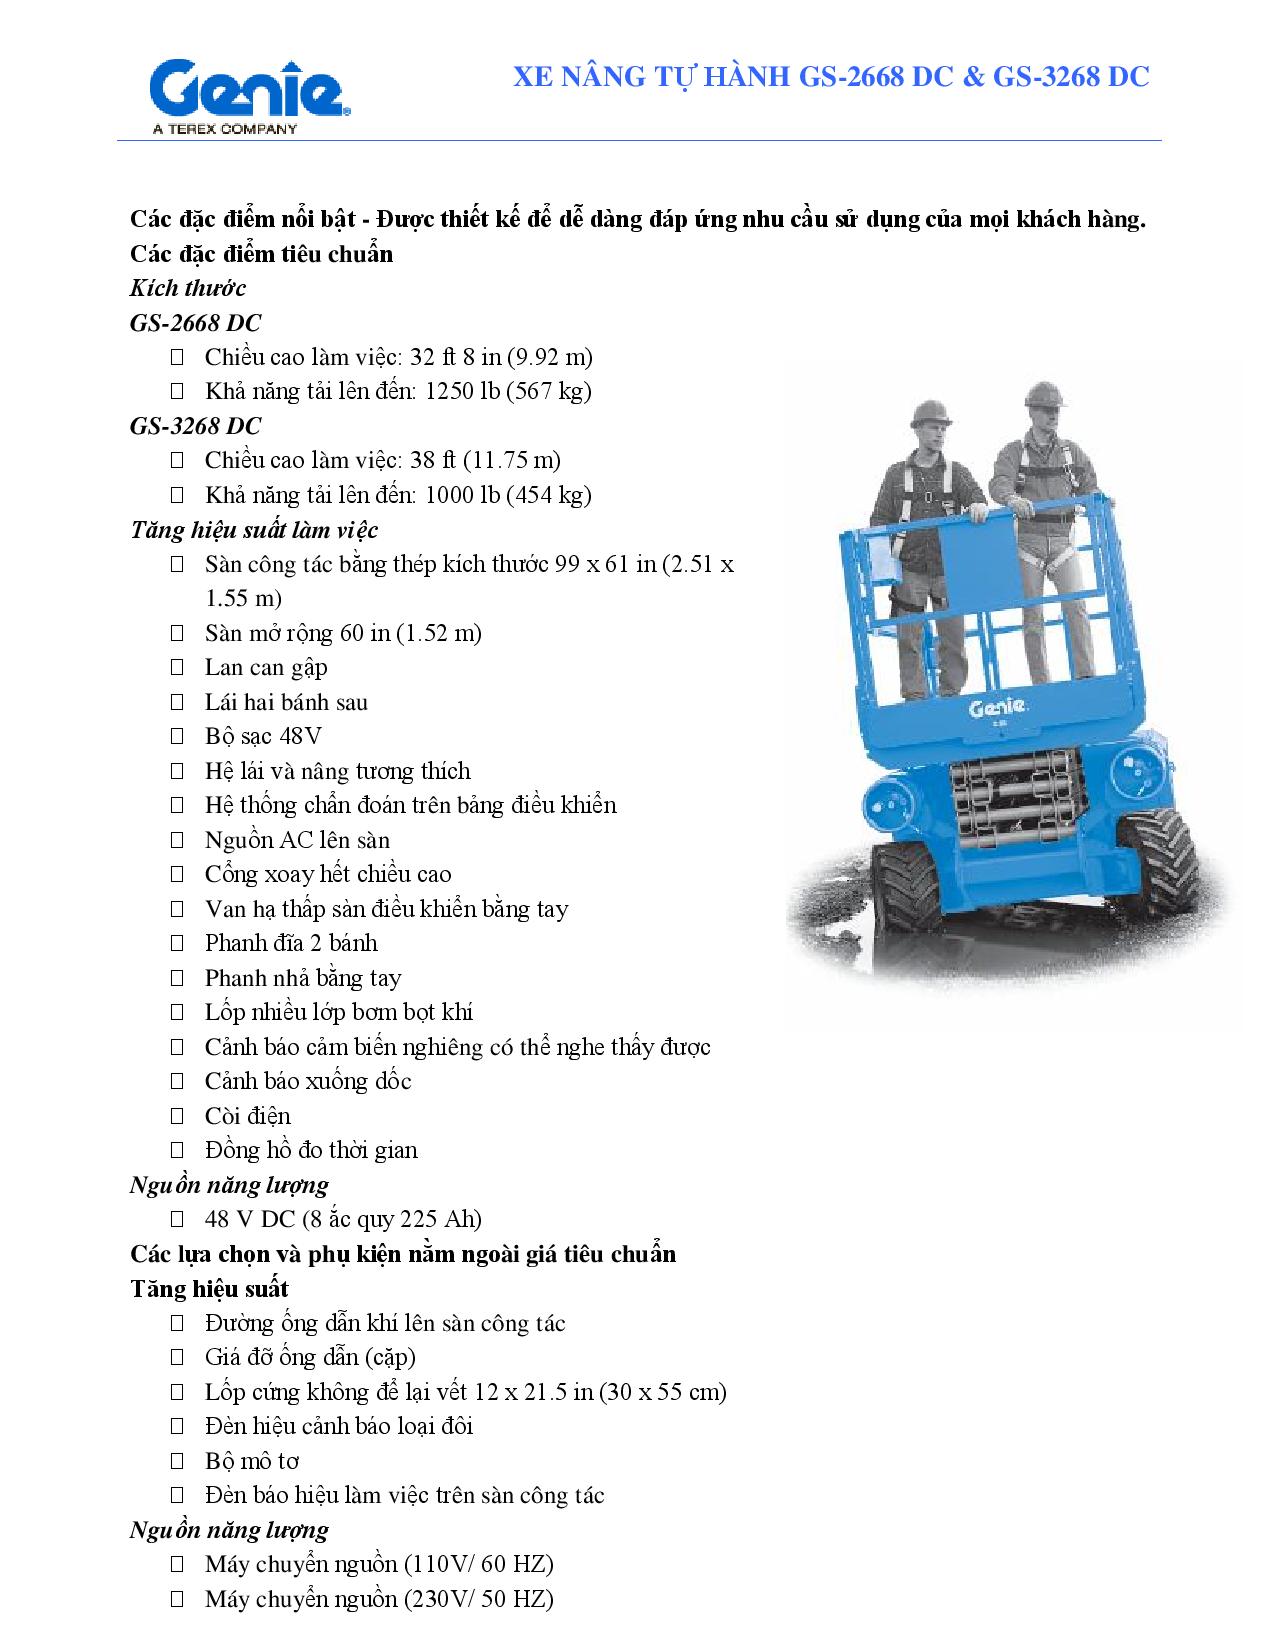 Genie
A TEREX COMPANY
XE NÂNG TỰ HÀNH GS-2668 DC & GS-3268 DC
Các đặc điểm nổi bật - Được thiết kế để dễ dàng đáp ứng nhu cầu sử dụng của mọi khách hàng.
Các đặc điểm tiêu chuẩn
Kích thước
GS-2668 DC
Chiều cao làm việc: 32 ft 8 in (9.92 m)
Khả năng tải lên đến: 1250 lb (567 kg)
GS-3268 DC
Chiều cao làm việc: 38 ft (11.75 m)
Khả năng tải lên đến: 1000 lb (454 kg)
Tăng hiệu suất làm việc
Sàn công tác bằng thép kích thước 99 x 61 in (2.51 x
1.55 m)
Sàn mở rộng 60 in (1.52 m)
Lan can gập
Lái hai bánh sau
Bộ sạc 48V
Hệ lái và nâng tương thích
Hệ thống chẩn đoán trên bảng điều khiển
Nguồn AC lên sàn
Cổng xoay hết chiều cao
Van hạ thấp sàn điều khiển bằng tay
Phanh đĩa 2 bánh
Phanh nhả bằng tay
Lốp nhiều lớp bơm bọt khí
Cảnh báo cảm biến nghiêng có thể nghe thấy được
Cảnh báo xuống dốc
Còi điện
Đồng hồ đo thời gian
Nguồn năng lượng
48 V DC (8 ắc quy 225 Ah)
Các lựa chọn và phụ kiện nằm ngoài giá tiêu chuẩn
Tăng hiệu suất
Đường ống dẫn khí lên sàn công tác
Giá đỡ ống dẫn (cặp)
Lốp cứng không để lại vết 12 x 21.5 in (30 x 55 cm)
Đèn hiệu cảnh báo loại đôi
Bộ mô tơ
Đèn báo hiệu làm việc trên sàn công tác
Nguồn năng lượng
Máy chuyển nguồn (110V/ 60 HZ)
Máy chuyển nguồn (230V/ 50 HZ)
Genie